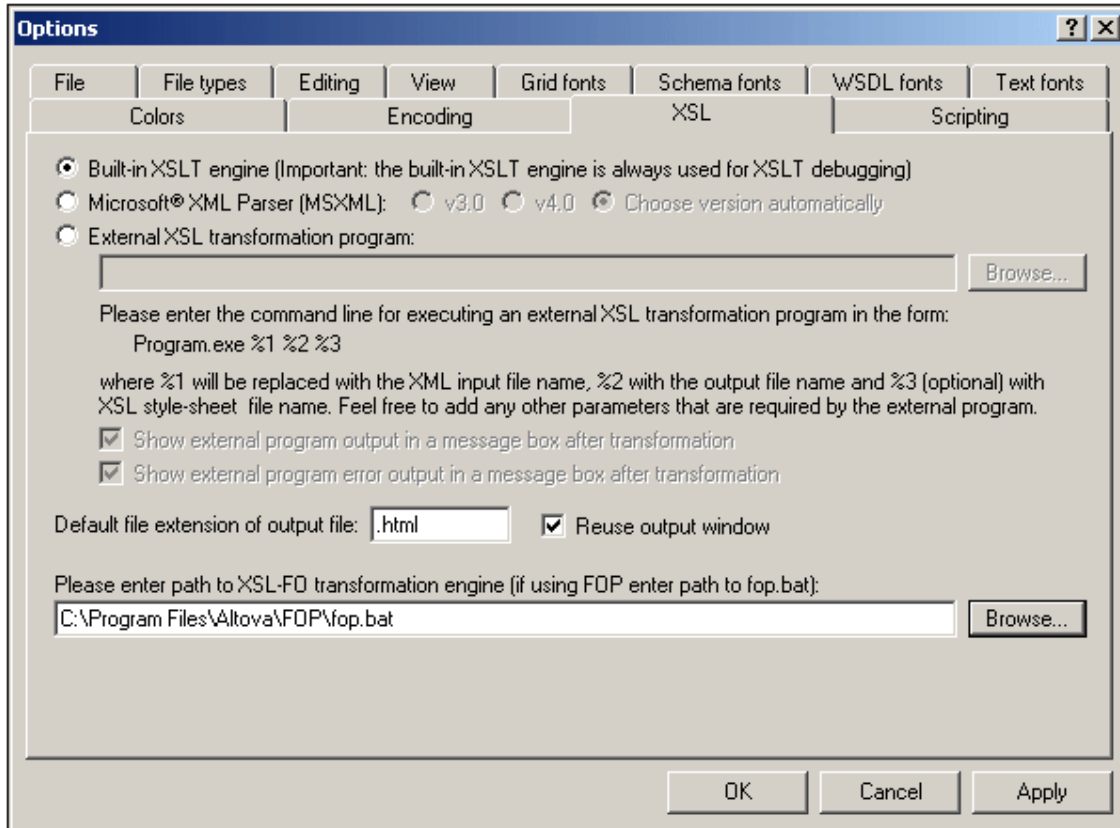 Options
File File types Editing View Grid fonts Schema fonts WSDL fonts Text fonts
Colors Encoding XSL Scripting
Built-in XSLT engine (Important: the built-in XSLT engine is always used for XSLT debugging)
Microsoft® XML Parser (MSXML): v3.0 v4.0 Choose version automatically
External XSL transformation program:
Browse...
Please enter the command line for executing an external XSL transformation program in the form:
Program.exe %1 %2 %3
where %1 will be replaced with the XML input file name, %2 with the output file name and %3 (optional) with
XSL style-sheet file name. Feel free to add any other parameters that are required by the external program.
Show external program output in a message box after transformation
Show external program error output in a message box after transformation
Default file extension of output file: .html Reuse output window
Please enter path to XSL-FO transformation engine (if using FOP enter path to fop.bat):
C:\Program Files\Altova\FOP\fop.bat Browse...
OK Cancel Apply